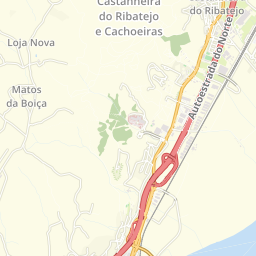 Castanheira
do Ribatejo
e Cachoeiras
do Ribatejo
Loja Nova
Matos
da Boiça
Autoestrada do Norte